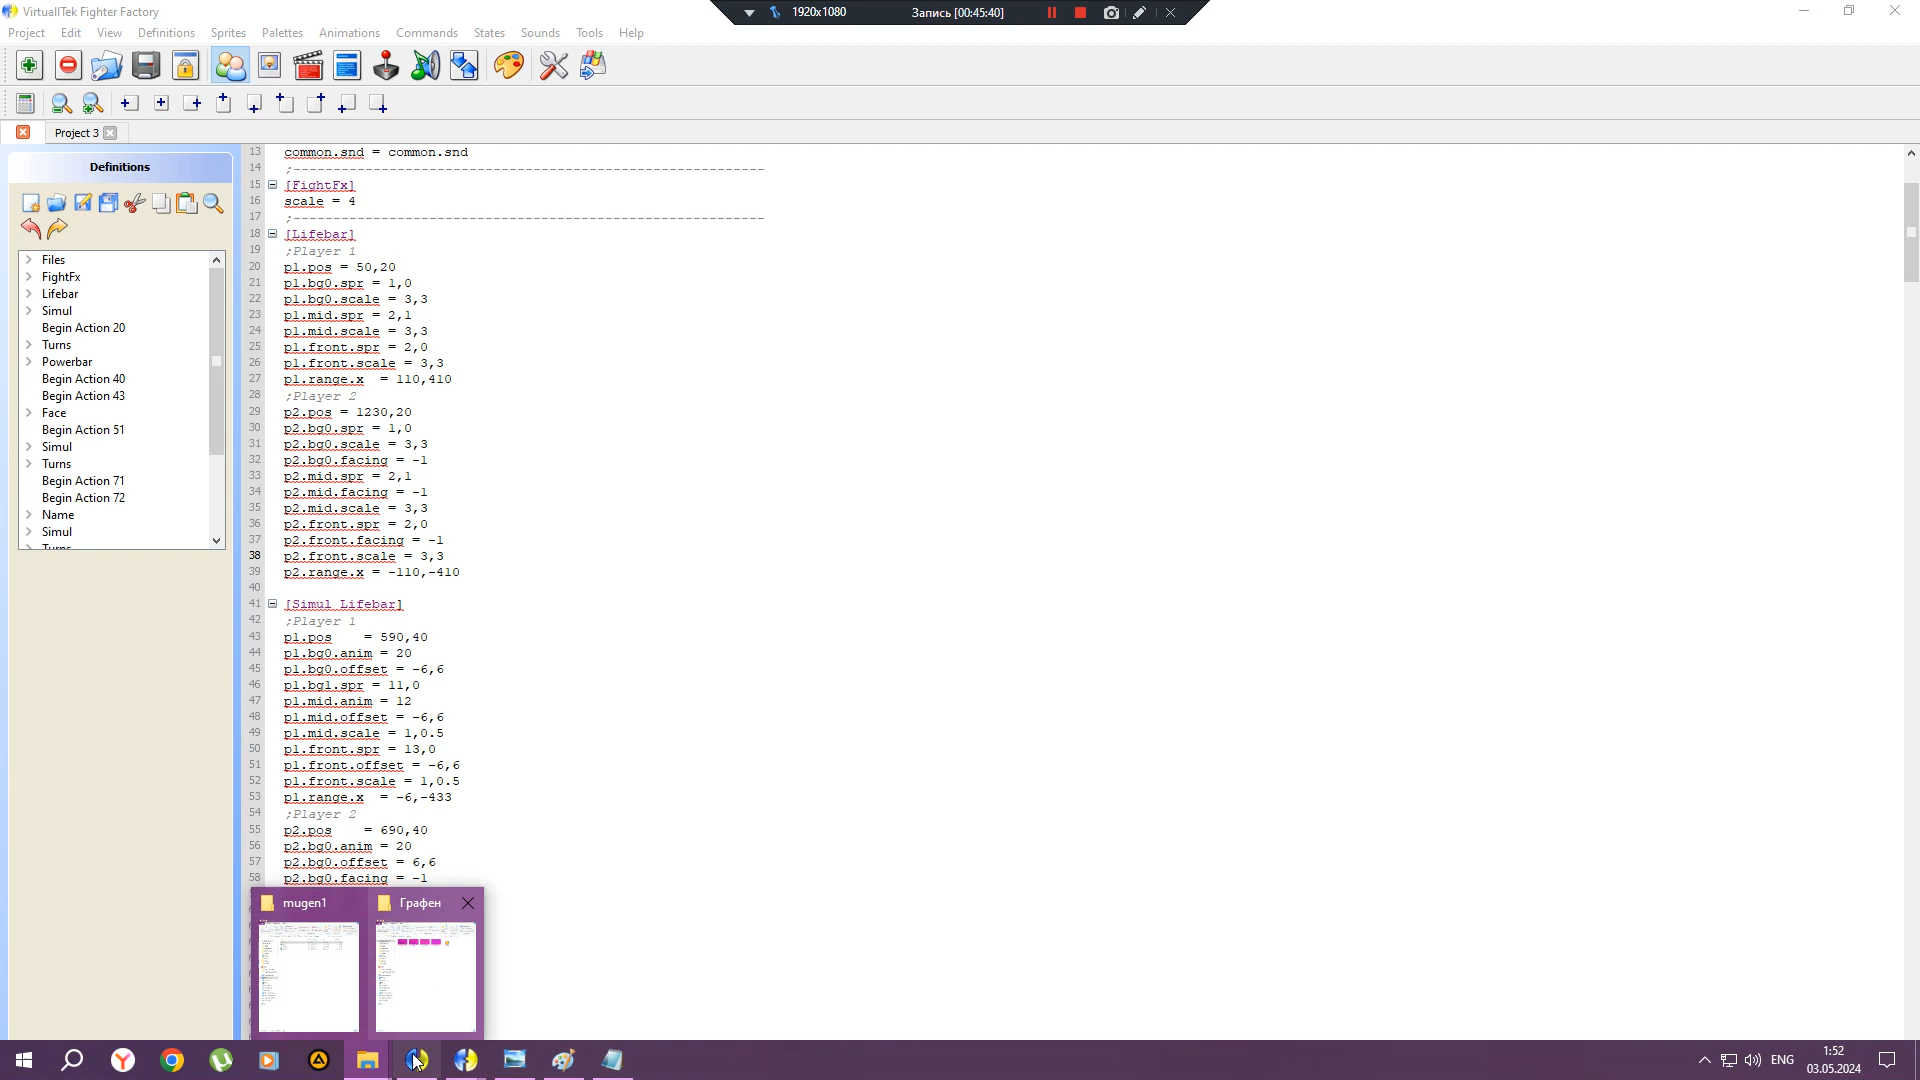 VirtuallTek Fighter Factory
1920x1080
Запись [00:45:40]
Project Edit View Definitions Sprites Palettes Animations Commands States Sounds Tools Help
Project 3
Definitions
Files
FightFx
Lifebar
Simul
Begin Action 20
Turns
Powerbar
Begin Action 40
Begin Action 43
Face
Begin Action 51
Simul
Turns
Begin Action 71
Begin Action 72
Name
Simul
Turns
13 common.snd = common.snd
14 ;-----------------------------------------------------------
15 [FightFx]
16 scale = 4
17 ;-----------------------------------------------------------
18 [Lifebar]
19 ;Player 1
20 p1.pos = 50,20
21 p1.bg0.spr = 1,0
22 p1.bg0.scale = 3,3
23 p1.mid.spr = 2,1
24 p1.mid.scale = 3,3
25 p1.front.spr = 2,0
26 p1.front.scale = 3,3
27 p1.range.x  = 110,410
28 ;Player 2
29 p2.pos = 1230,20
30 p2.bg0.spr = 1,0
31 p2.bg0.scale = 3,3
32 p2.bg0.facing = -1
33 p2.mid.spr = 2,1
34 p2.mid.facing = -1
35 p2.mid.scale = 3,3
36 p2.front.spr = 2,0
37 p2.front.facing = -1
38 p2.front.scale = 3,3
39 p2.range.x = -110,-410
40
41 [Simul Lifebar]
42 ;Player 1
43 p1.pos    = 590,40
44 p1.bg0.anim = 20
45 p1.bg0.offset = -6,6
46 p1.bg1.spr = 11,0
47 p1.mid.anim = 12
48 p1.mid.offset = -6,6
49 p1.mid.scale = 1,0.5
50 p1.front.spr = 13,0
51 p1.front.offset = -6,6
52 p1.front.scale = 1,0.5
53 p1.range.x  = -6,-433
54 ;Player 2
55 p2.pos    = 690,40
56 p2.bg0.anim = 20
57 p2.bg0.offset = 6,6
58 p2.bg0.facing = -1
mugen1
Графен
ENG
1:52
03.05.2024